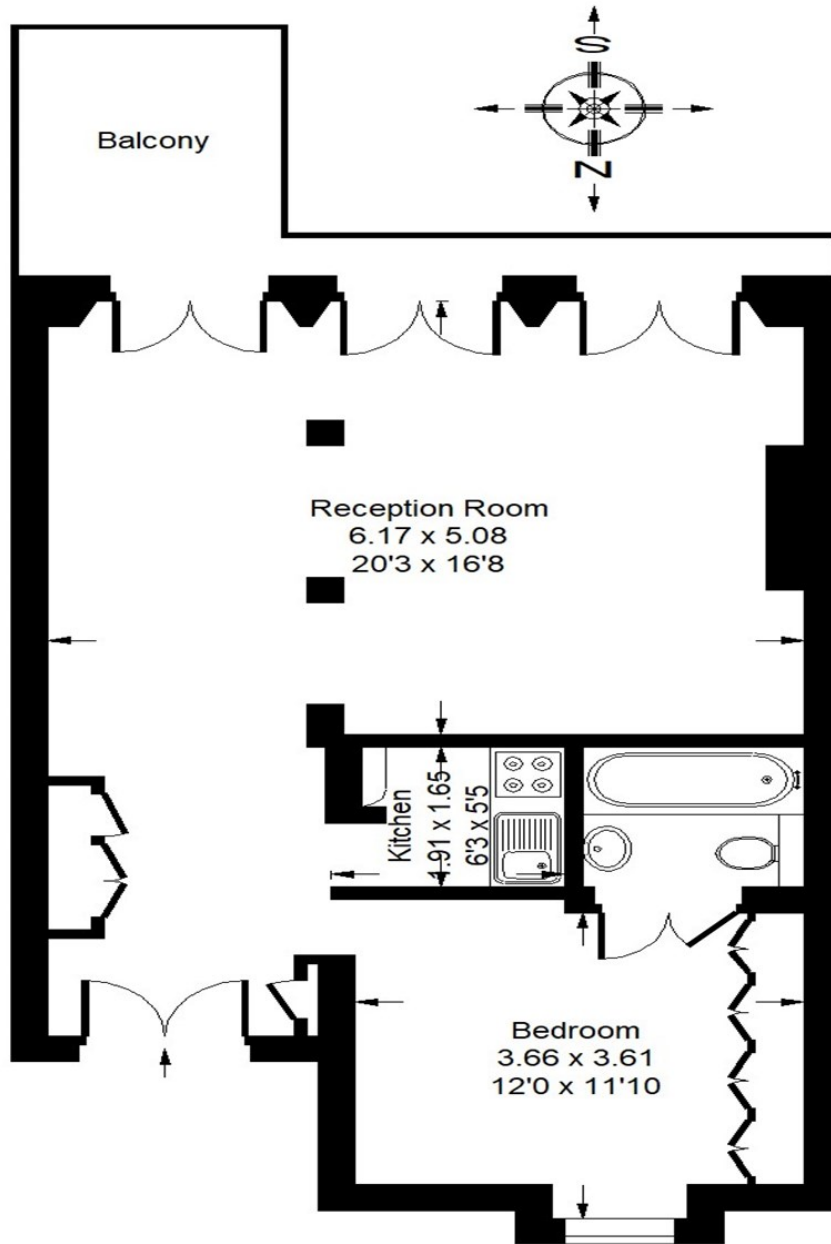 S
N
Balcony
Reception Room
6.17 x 5.08
20'3 x 16'8
Kitchen
1.91 x 1.65
6'3 x 5'5
Bedroom
3.66 x 3.61
12'0 x 11'10